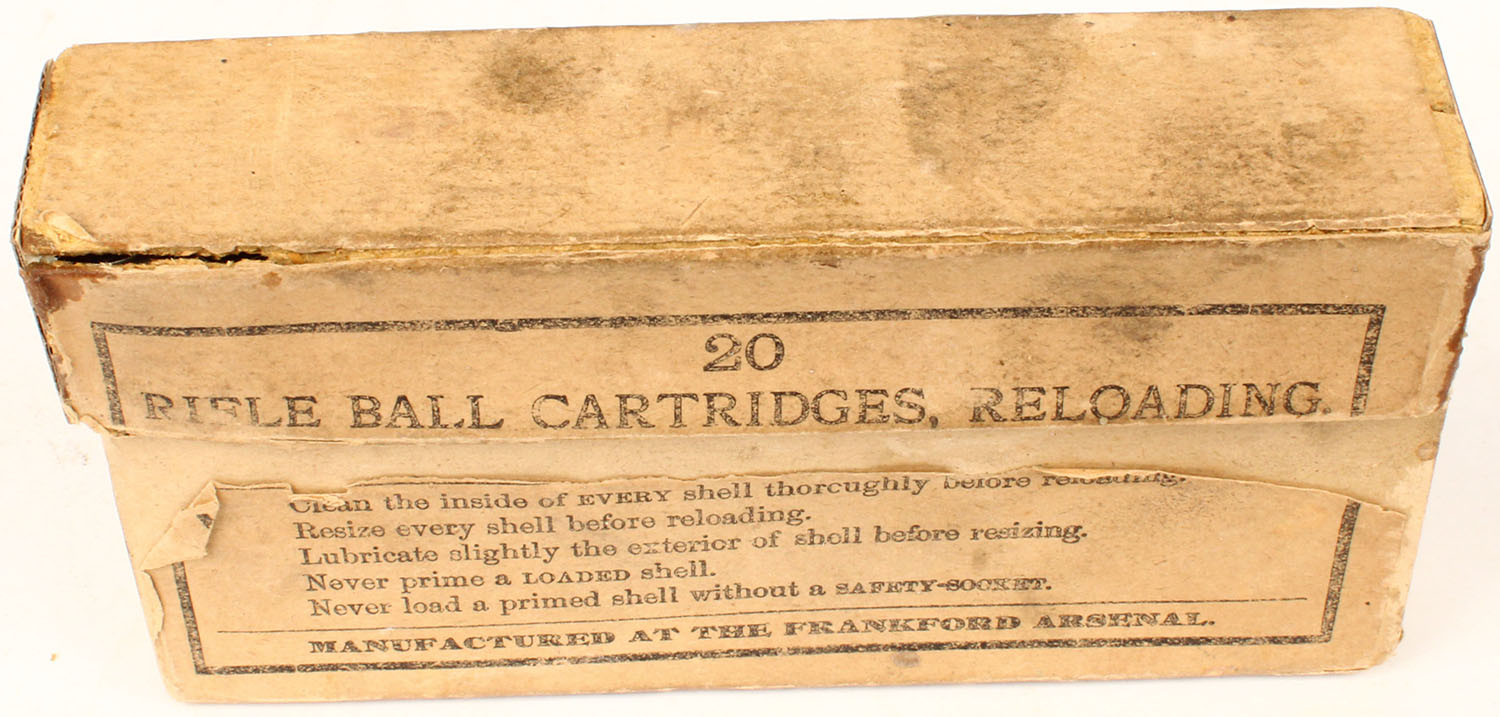 20
RIFLE BALL CARTRIDGES, RELOADING.
Clean the inside of EVERY shell thoroughly before reloading.
Resize every shell before reloading.
Lubricate slightly the exterior of shell before resizing.
Never prime a LOADED shell.
Never load a primed shell without a SAFETY-SOCKET.
MANUFACTURED AT THE FRANKFORD ARSENAL.